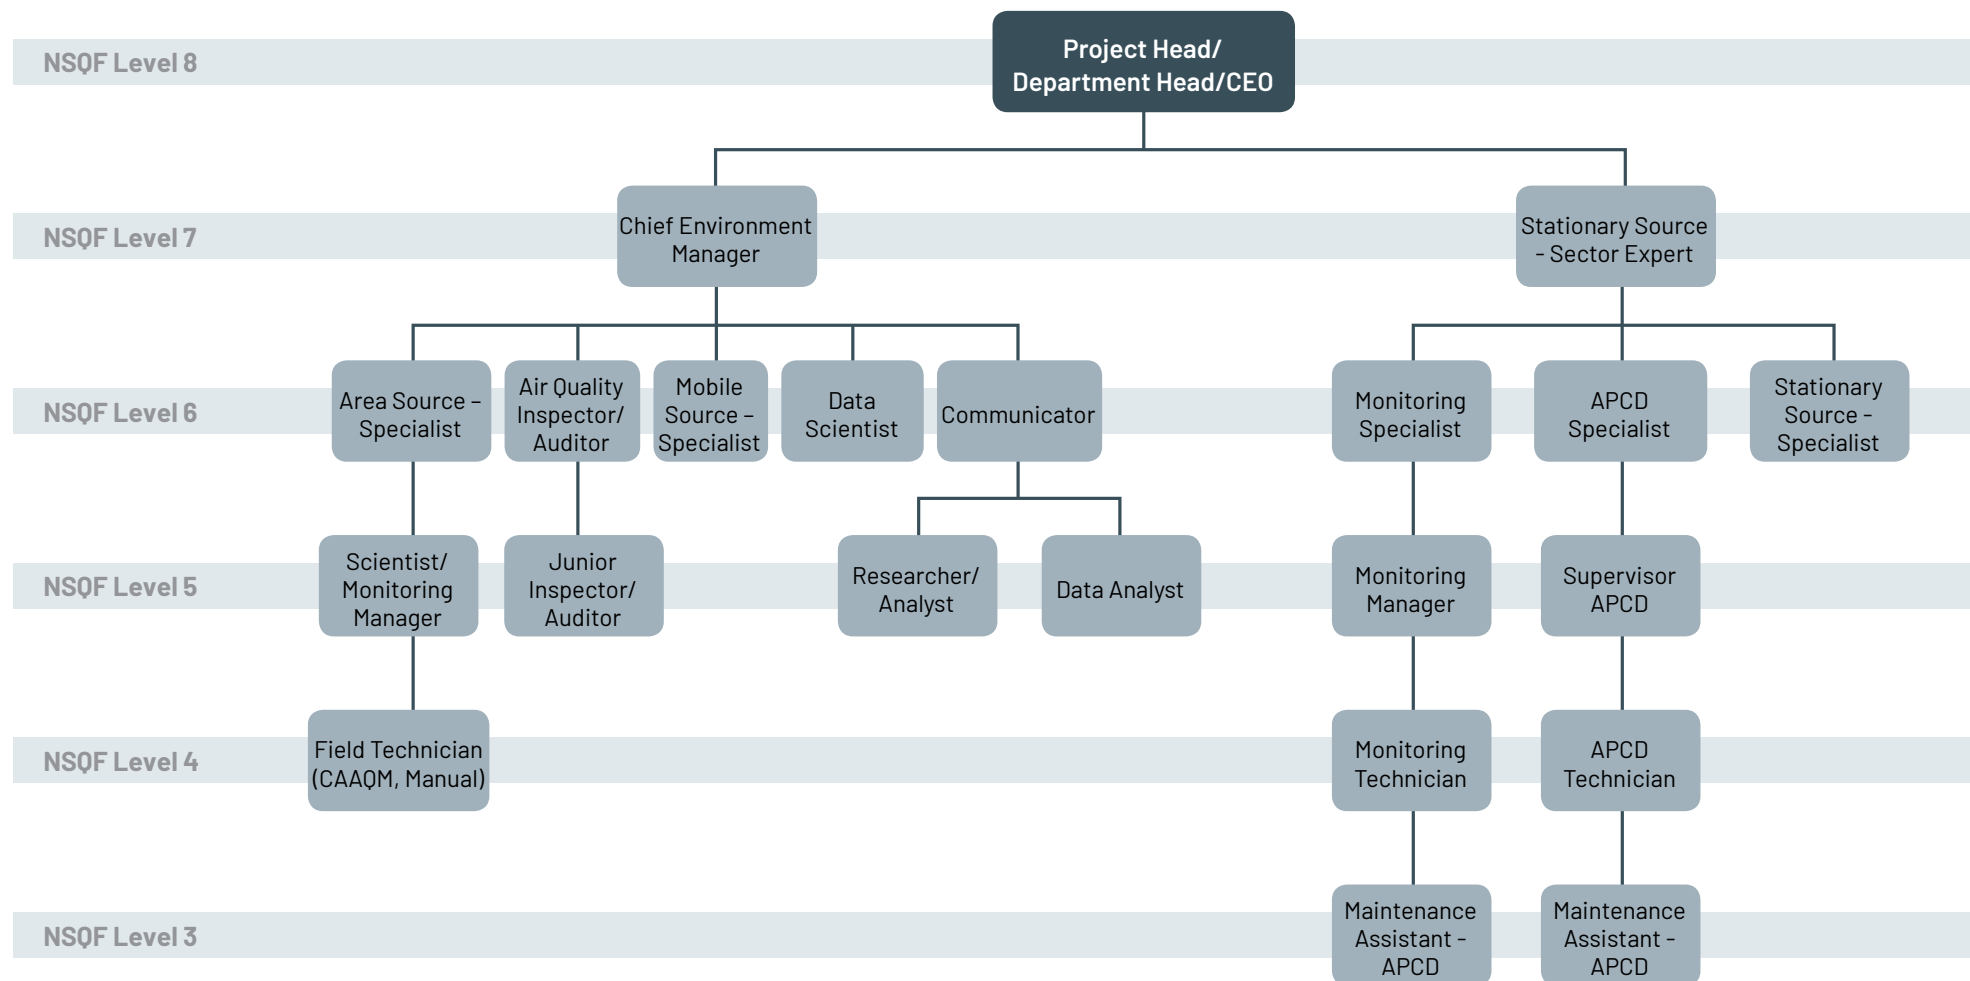 NSQF Level 8
Project Head/
Department Head/CEO
NSQF Level 7
Chief Environment
Manager
Stationary Source
- Sector Expert
NSQF Level 6
Area Source –
Specialist
Air Quality
Inspector/
Auditor
Mobile
Source –
Specialist
Data
Scientist
Communicator
Monitoring
Specialist
APCD
Specialist
Stationary
Source -
Specialist
NSQF Level 5
Scientist/
Monitoring
Manager
Junior
Inspector/
Auditor
Researcher/
Analyst
Data Analyst
Monitoring
Manager
Supervisor
APCD
NSQF Level 4
Field Technician
(CAAQM, Manual)
Monitoring
Technician
APCD
Technician
NSQF Level 3
Maintenance
Assistant -
APCD
Maintenance
Assistant -
APCD